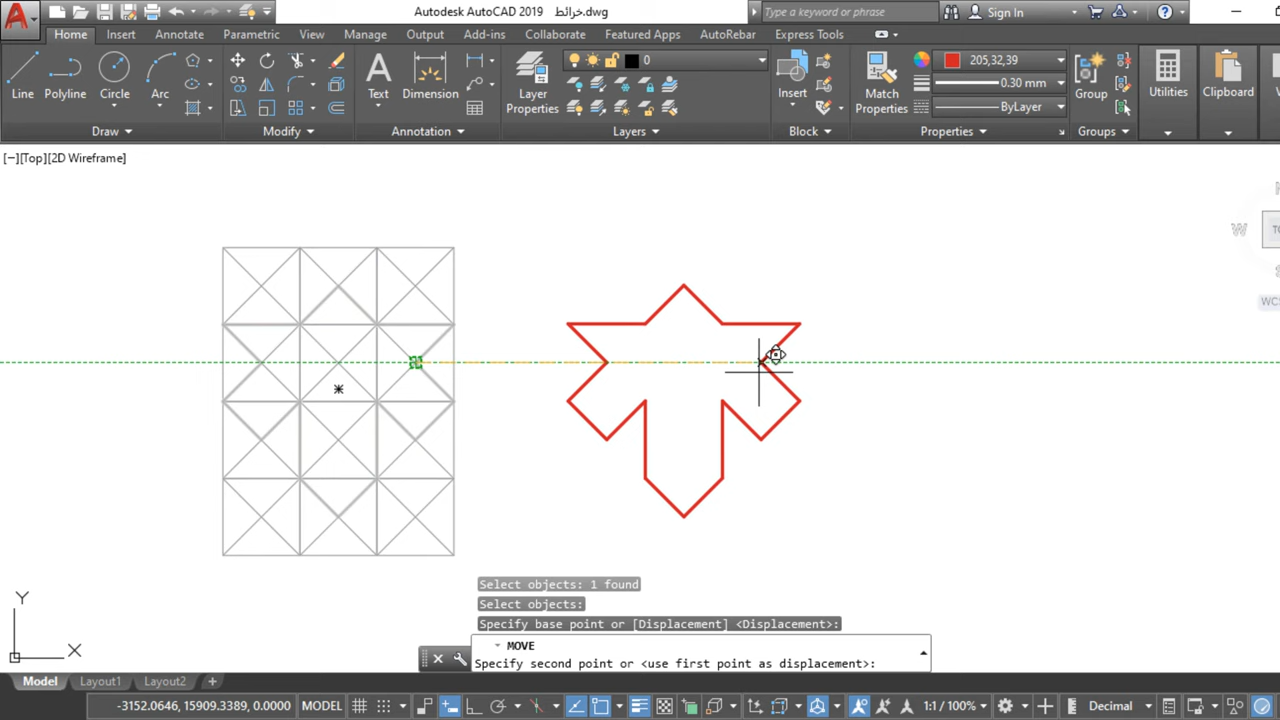 Autodesk AutoCAD 2019 خرائط.dwg
Type a keyword or phrase
Sign In
Home Insert Annotate Parametric View Manage Output Add-ins Collaborate Featured Apps AutoRebar Express Tools
Line Polyline Circle Arc
Text Dimension
Layer Properties
0
Insert
Match Properties
205,32,39
0.30 mm
ByLayer
Group
Utilities
Clipboard
Draw Modify Annotation Layers Block Properties Groups
[−][Top][2D Wireframe]
W
WC
Y
X
Select objects: 1 found
Select objects:
Specify base point or [Displacement] <Displacement>:
MOVE
Specify second point or <use first point as displacement>:
Model Layout1 Layout2 +
-3152.0646, 15909.3389, 0.0000 MODEL 1:1 / 100% Decimal